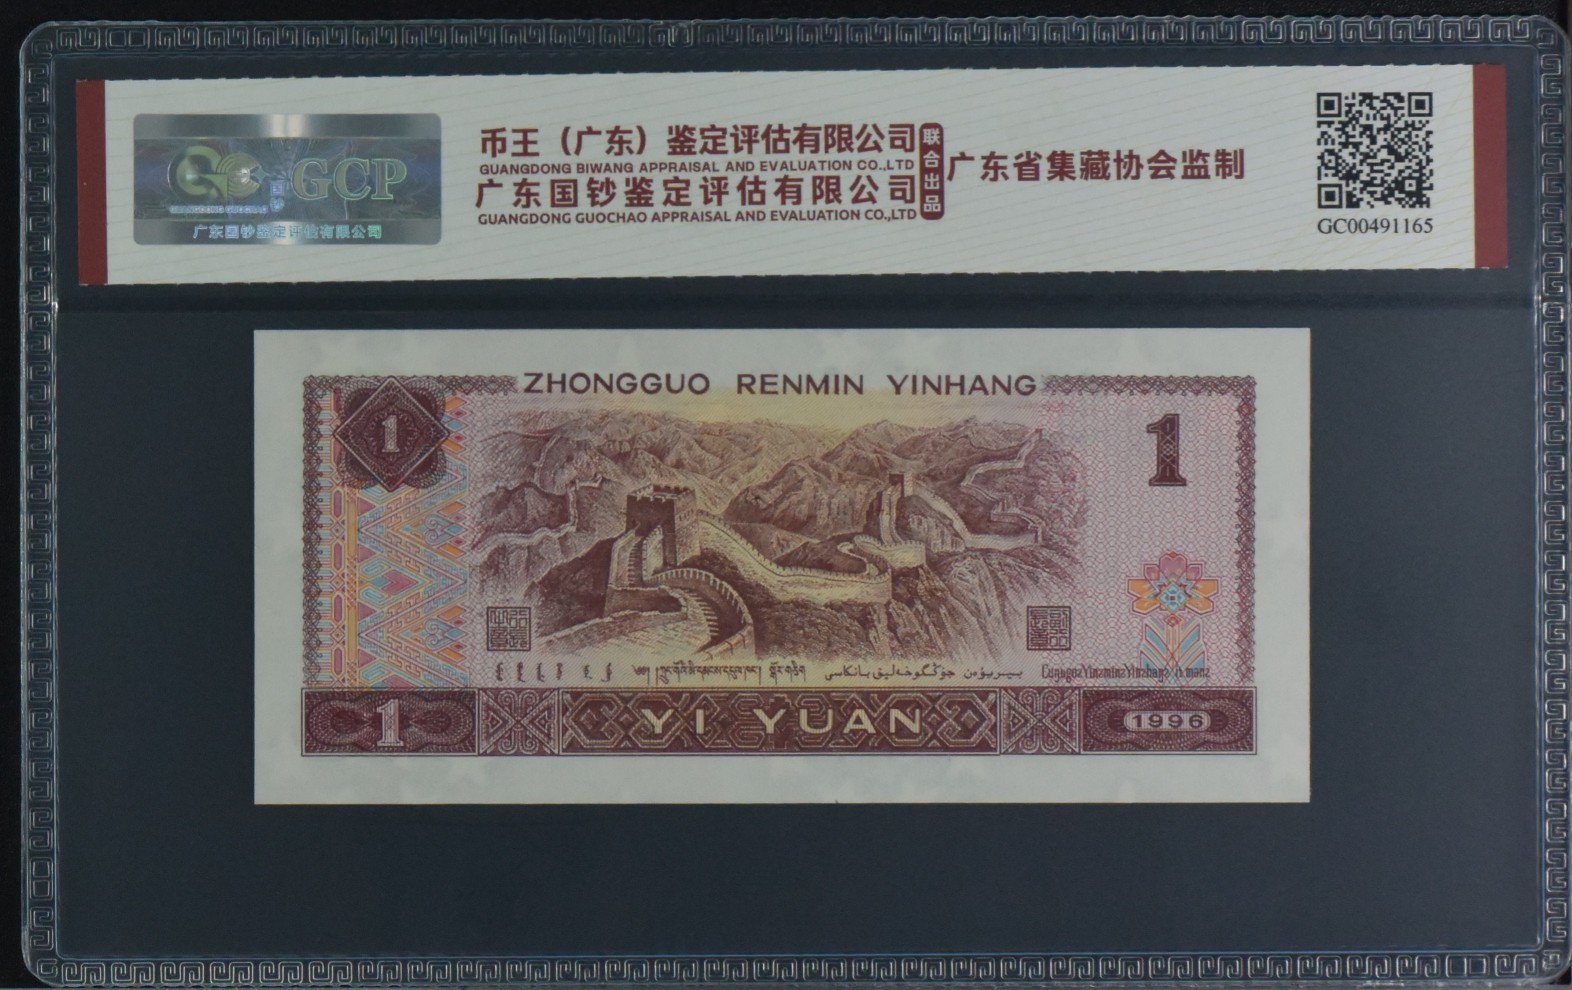 GCP
广东国钞鉴定评估有限公司
币王（广东）鉴定评估有限公司
GUANGDONG BIWANG APPRAISAL AND EVALUATION CO.,LTD
广东国钞鉴定评估有限公司
GUANGDONG GUOCHAO APPRAISAL AND EVALUATION CO.,LTD
联合出品
广东省集藏协会监制
GC00491165
ZHONGGUO RENMIN YINHANG
1
1
1
YI YUAN
1996